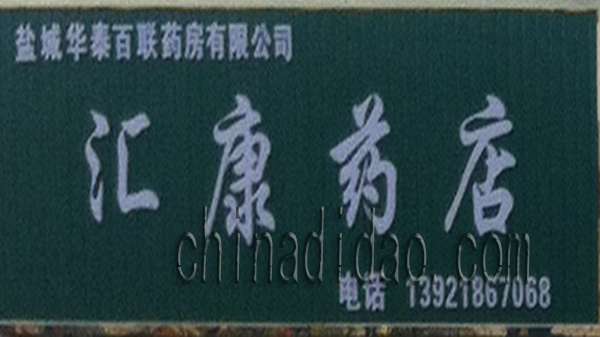 盐城华泰百联药房有限公司
汇康药店
chinadidao.com
电话 13921867068